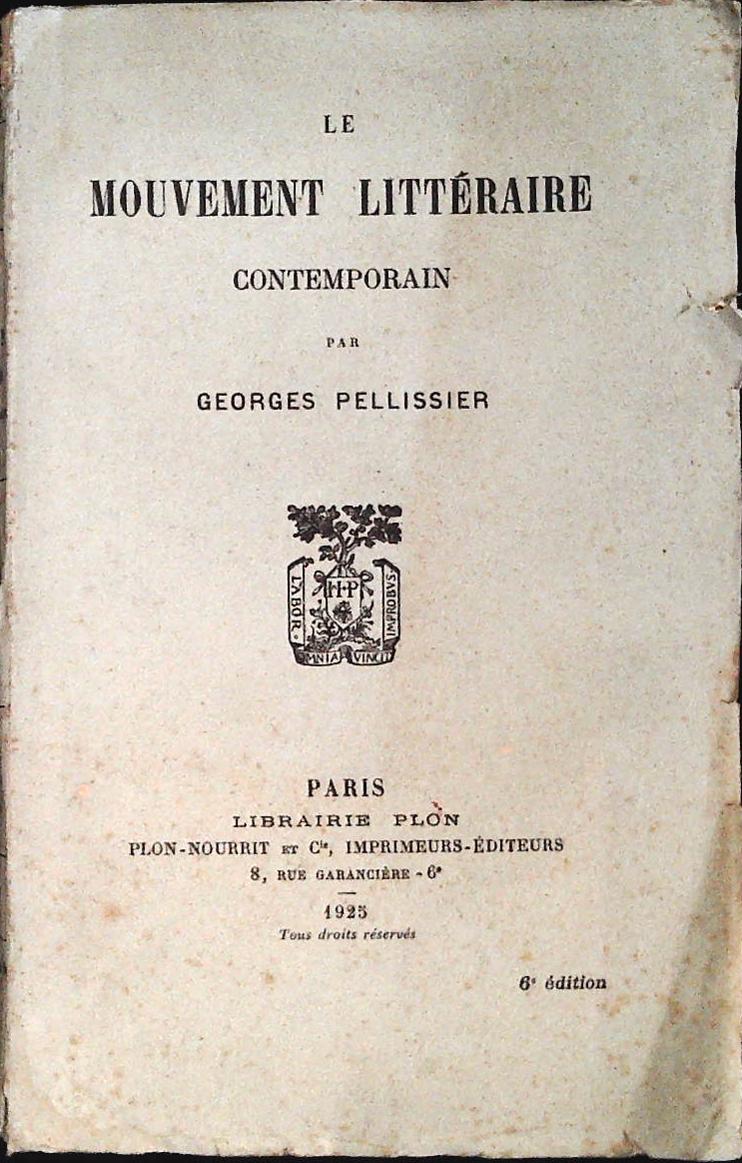 LE
MOUVEMENT LITTÉRAIRE
CONTEMPORAIN
PAR
GEORGES PELLISSIER
H·P
LABOR
OMNIA VINCIT
IMPROBVS
PARIS
LIBRAIRIE PLON
PLON-NOURRIT ET Cie, IMPRIMEURS-ÉDITEURS
8, RUE GARANCIÈRE - 6e
1925
Tous droits réservés
6e édition